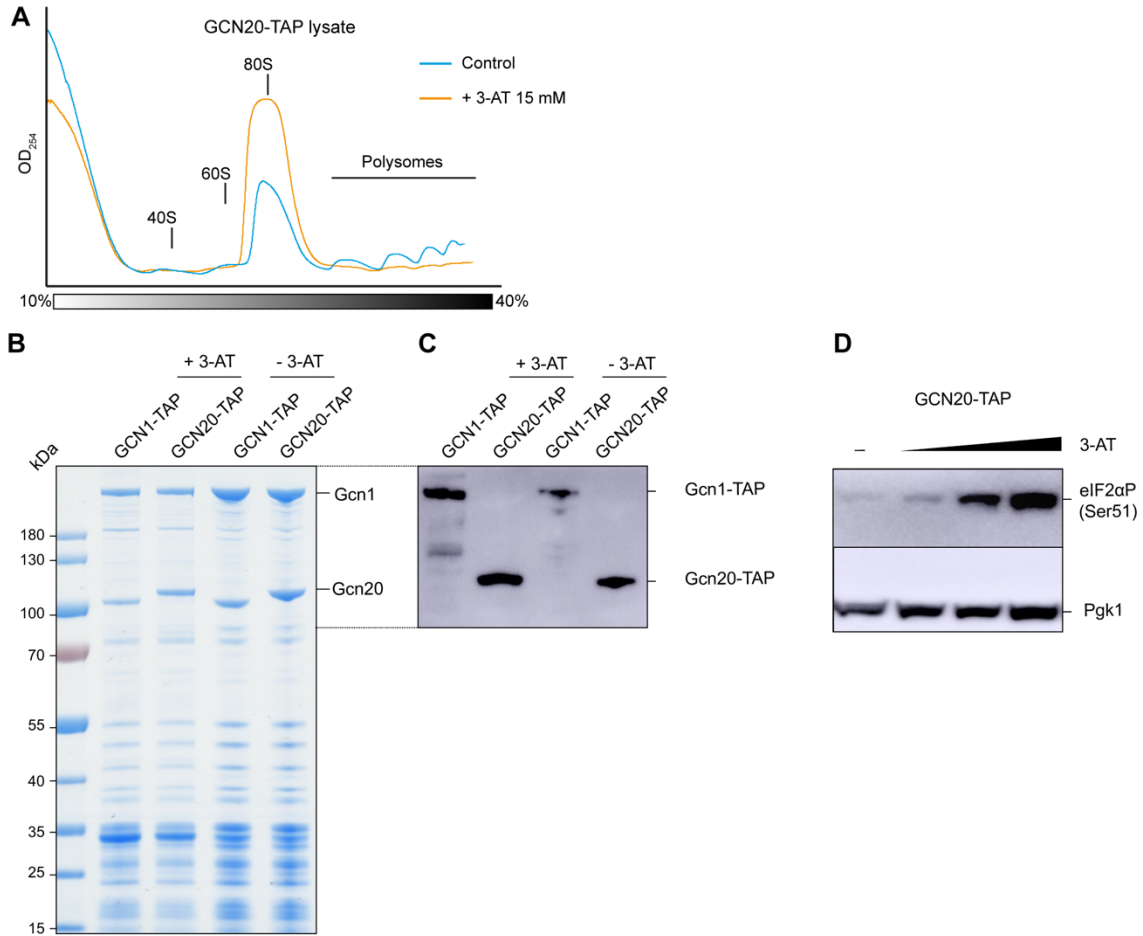 A
GCN20-TAP lysate
Control
+ 3-AT 15 mM
80S
60S
40S
Polysomes
OD254
10%
40%
B
+ 3-AT
- 3-AT
GCN1-TAP
GCN20-TAP
GCN1-TAP
GCN20-TAP
kDa
180
130
100
70
55
40
35
25
15
Gcn1
Gcn20
C
+ 3-AT
- 3-AT
GCN1-TAP
GCN20-TAP
GCN1-TAP
GCN20-TAP
Gcn1-TAP
Gcn20-TAP
D
GCN20-TAP
–
3-AT
eIF2αP
(Ser51)
Pgk1